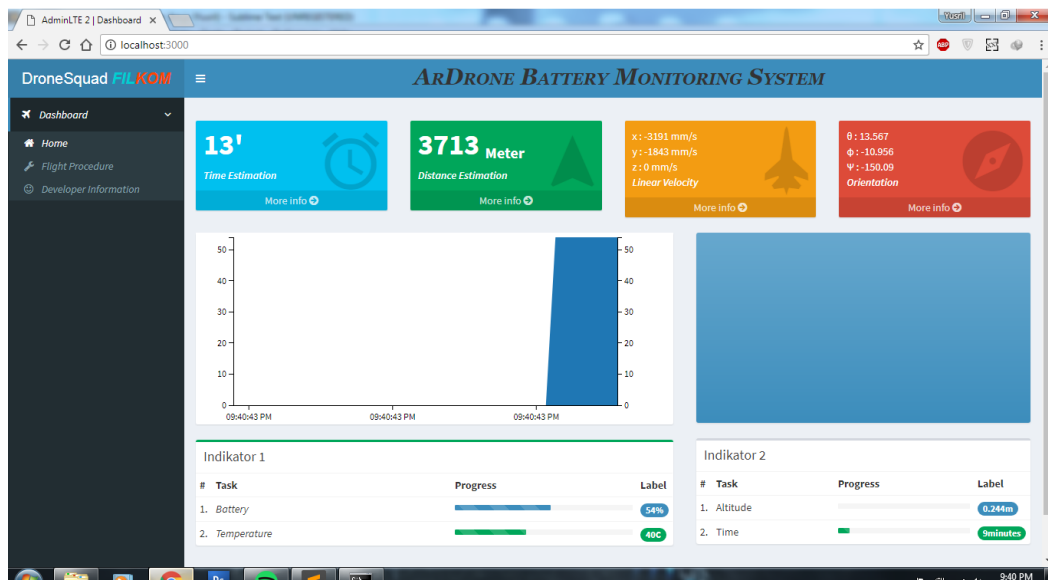 AdminLTE 2 | Dashboard
Yusril
localhost:3000
ABP
DroneSquad FILKOM
ARDRONE BATTERY MONITORING SYSTEM
Dashboard
Home
Flight Procedure
Developer Information
13'
Time Estimation
More info
3713 Meter
Distance Estimation
More info
x : -3191 mm/s
y : -1843 mm/s
z : 0 mm/s
Linear Velocity
More info
θ : 13.567
ф : -10.956
Ψ : -150.09
Orientation
More info
50
40
30
20
10
0
50
40
30
20
10
0
09:40:43 PM
09:40:43 PM
09:40:43 PM
Indikator 1
# Task Progress Label
1. Battery 54%
2. Temperature 40C
Indikator 2
# Task Progress Label
1. Altitude 0.244m
2. Time 9minutes
9:40 PM